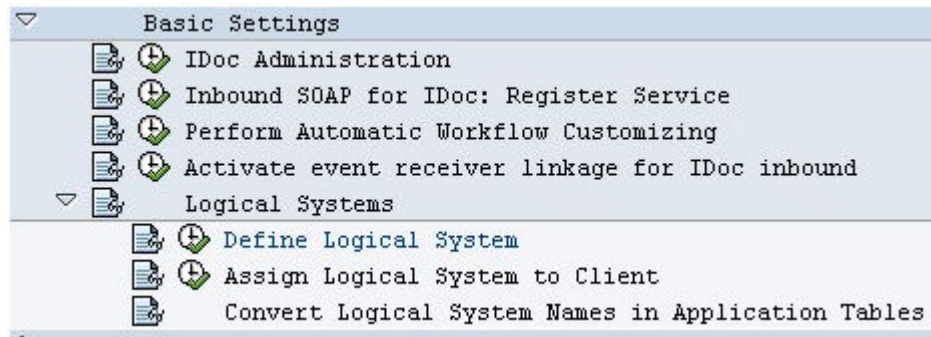 Basic Settings
IDoc Administration
Inbound SOAP for IDoc: Register Service
Perform Automatic Workflow Customizing
Activate event receiver linkage for IDoc inbound
Logical Systems
Define Logical System
Assign Logical System to Client
Convert Logical System Names in Application Tables